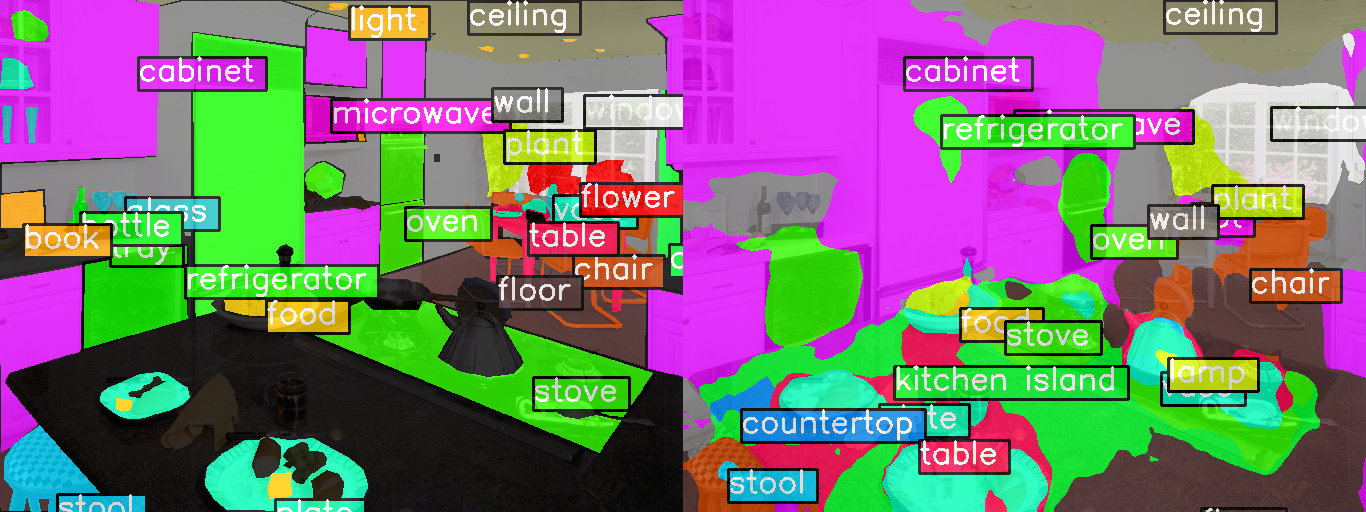 light
ceiling
cabinet
microwave
wall
window
plant
flower
glass
bottle
book
tray
oven
table
chair
refrigerator
floor
food
stove
stool
plate
ceiling
cabinet
refrigerator
window
plant
wall
oven
chair
food
stove
kitchen island
lamp
countertop
table
stool